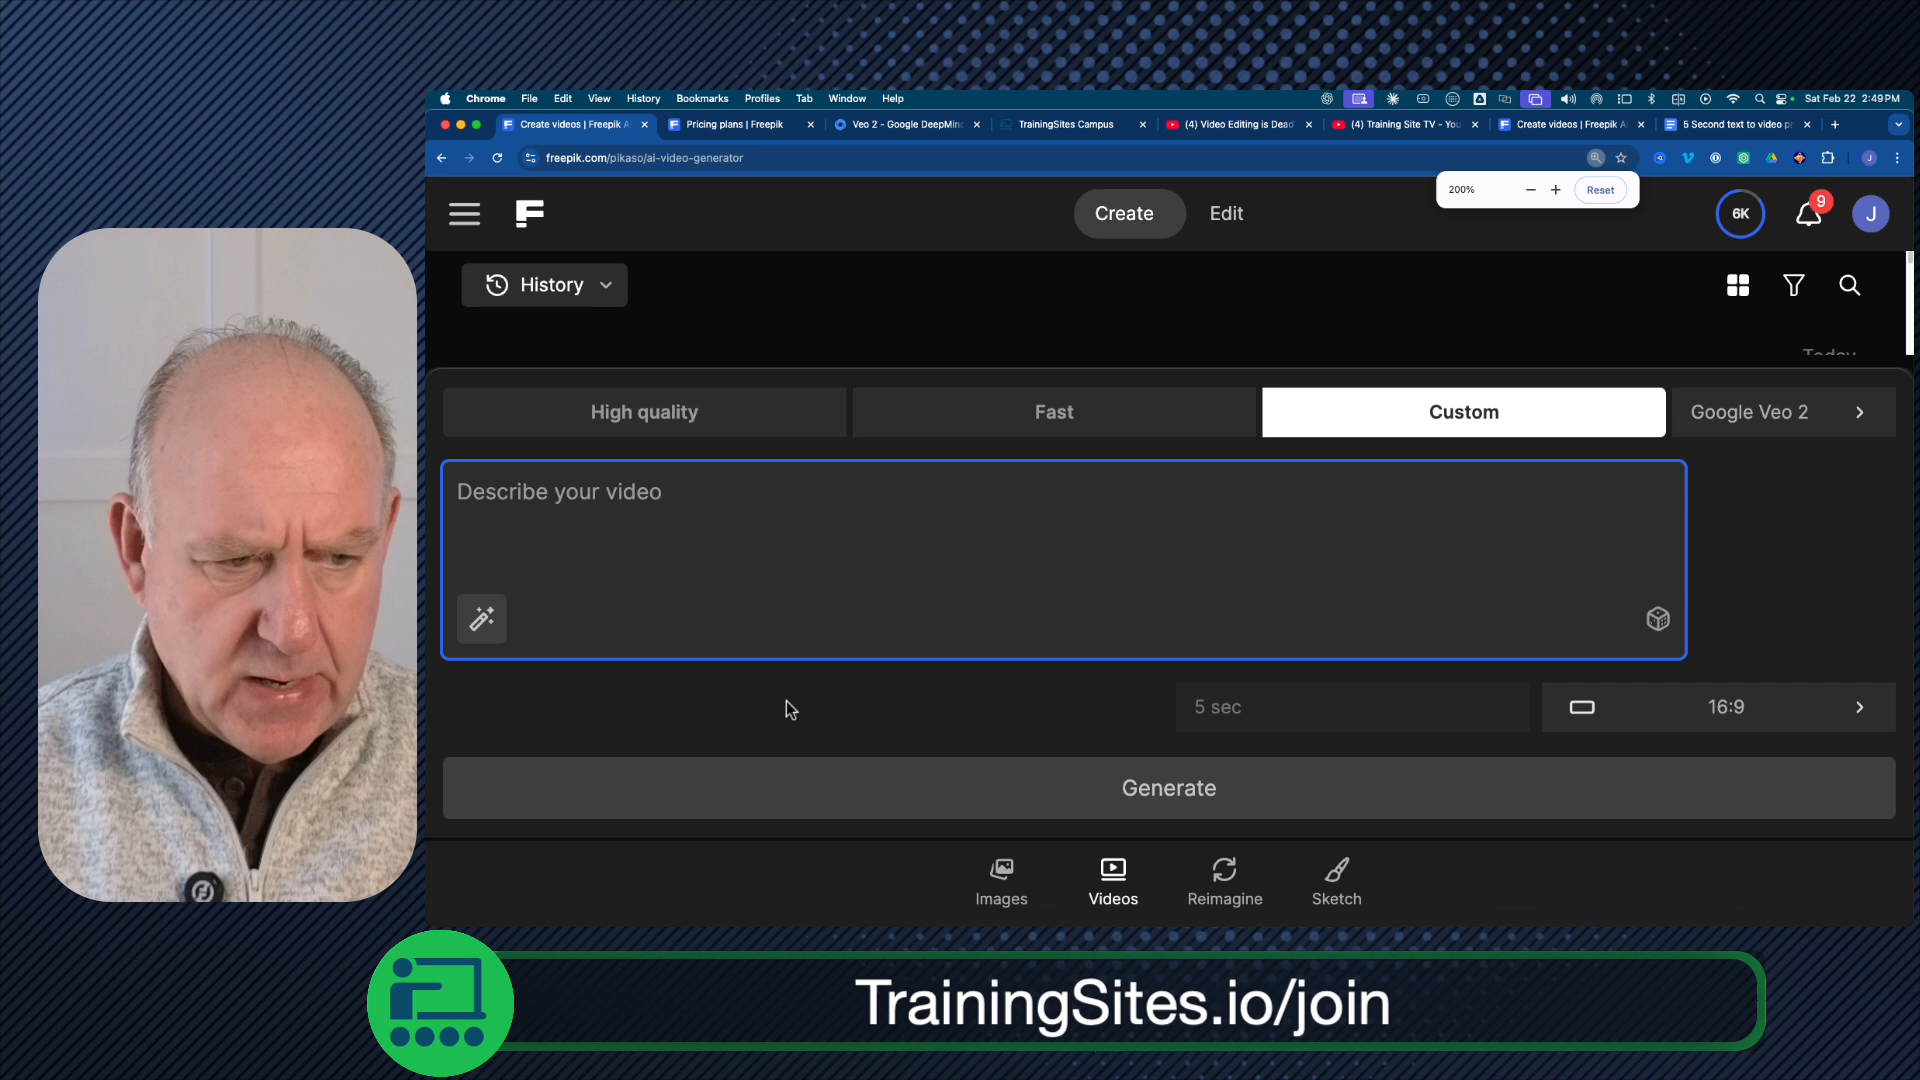 Chrome File Edit View History Bookmarks Profiles Tab Window Help Sat Feb 22 2:49 PM
Create videos | Freepik AI Pricing plans | Freepik Veo 2 - Google DeepMind TrainingSites Campus (4) Video Editing is Dead (4) Training Site TV - You Create videos | Freepik AI 5 Second text to video pr
freepik.com/pikaso/ai-video-generator J
200% Reset
F Create Edit 6K 9 J
History
Today
High quality Fast Custom Google Veo 2
Describe your video
5 sec 16:9
Generate
Images Videos Reimagine Sketch
TrainingSites.io/join